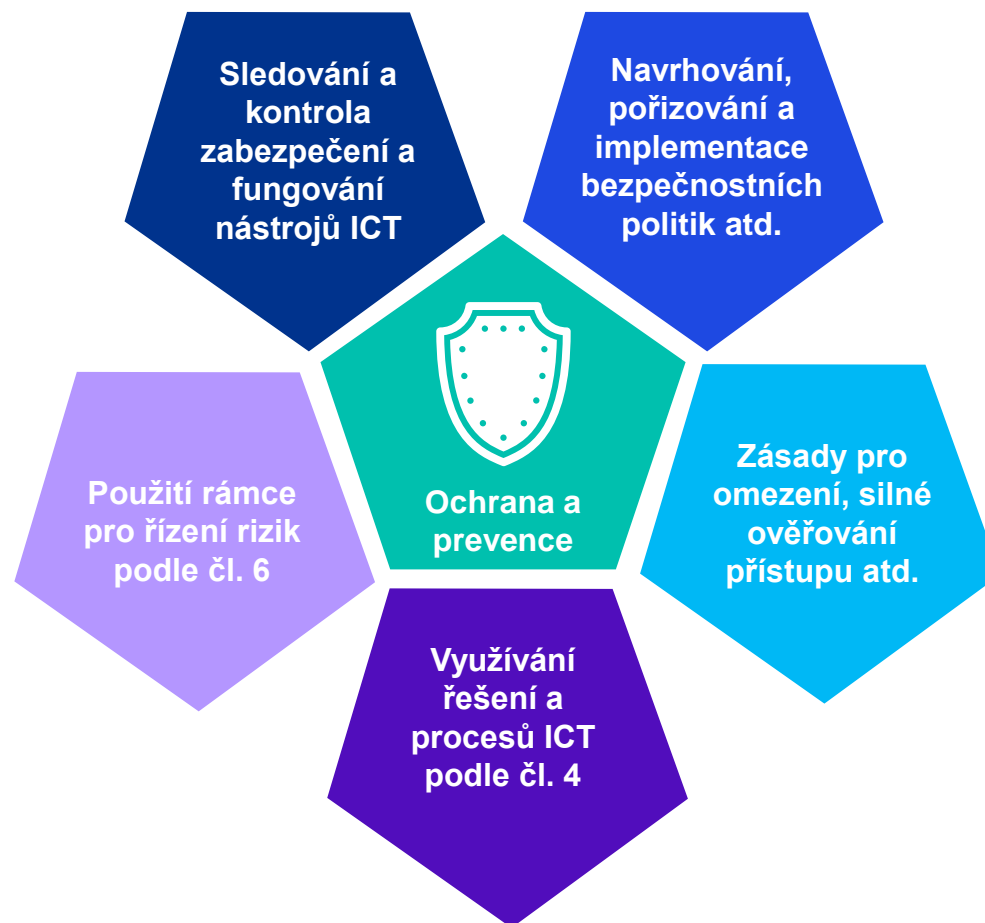 Sledování a
kontrola
zabezpečení a
fungování
nástrojů ICT
Navrhování,
pořizování a
implementace
bezpečnostních
politik atd.
Ochrana a
prevence
Použití rámce
pro řízení rizik
podle čl. 6
Zásady pro
omezení, silné
ověřování
přístupu atd.
Využívání
řešení a
procesů ICT
podle čl. 4